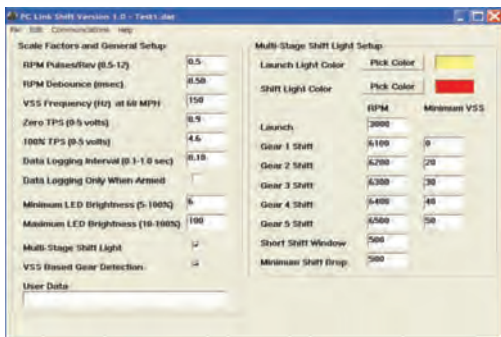 PC Link Shift Version 1.0 - Test1.dat
File Edit Communications Help
Scale Factors and General Setup
RPM Pulses/Rev (0.5-12) 0.5
RPM Debounce (msec) 0.50
VSS Frequency (Hz) at 60 MPH 150
Zero TPS (0-5 volts) 0.9
100% TPS (0-5 volts) 4.6
Data Logging Interval (0.1-1.0 sec) 0.10
Data Logging Only When Armed
Minimum LED Brightness (5-100%) 6
Maximum LED Brightness (10-100%) 100
Multi-Stage Shift Light
VSS Based Gear Detection
User Data
Multi-Stage Shift Light Setup
Launch Light Color Pick Color
Shift Light Color Pick Color
RPM Minimum VSS
Launch 3000
Gear 1 Shift 6100 0
Gear 2 Shift 6200 20
Gear 3 Shift 6300 30
Gear 4 Shift 6400 40
Gear 5 Shift 6500 50
Short Shift Window 500
Minimum Shift Drop 500